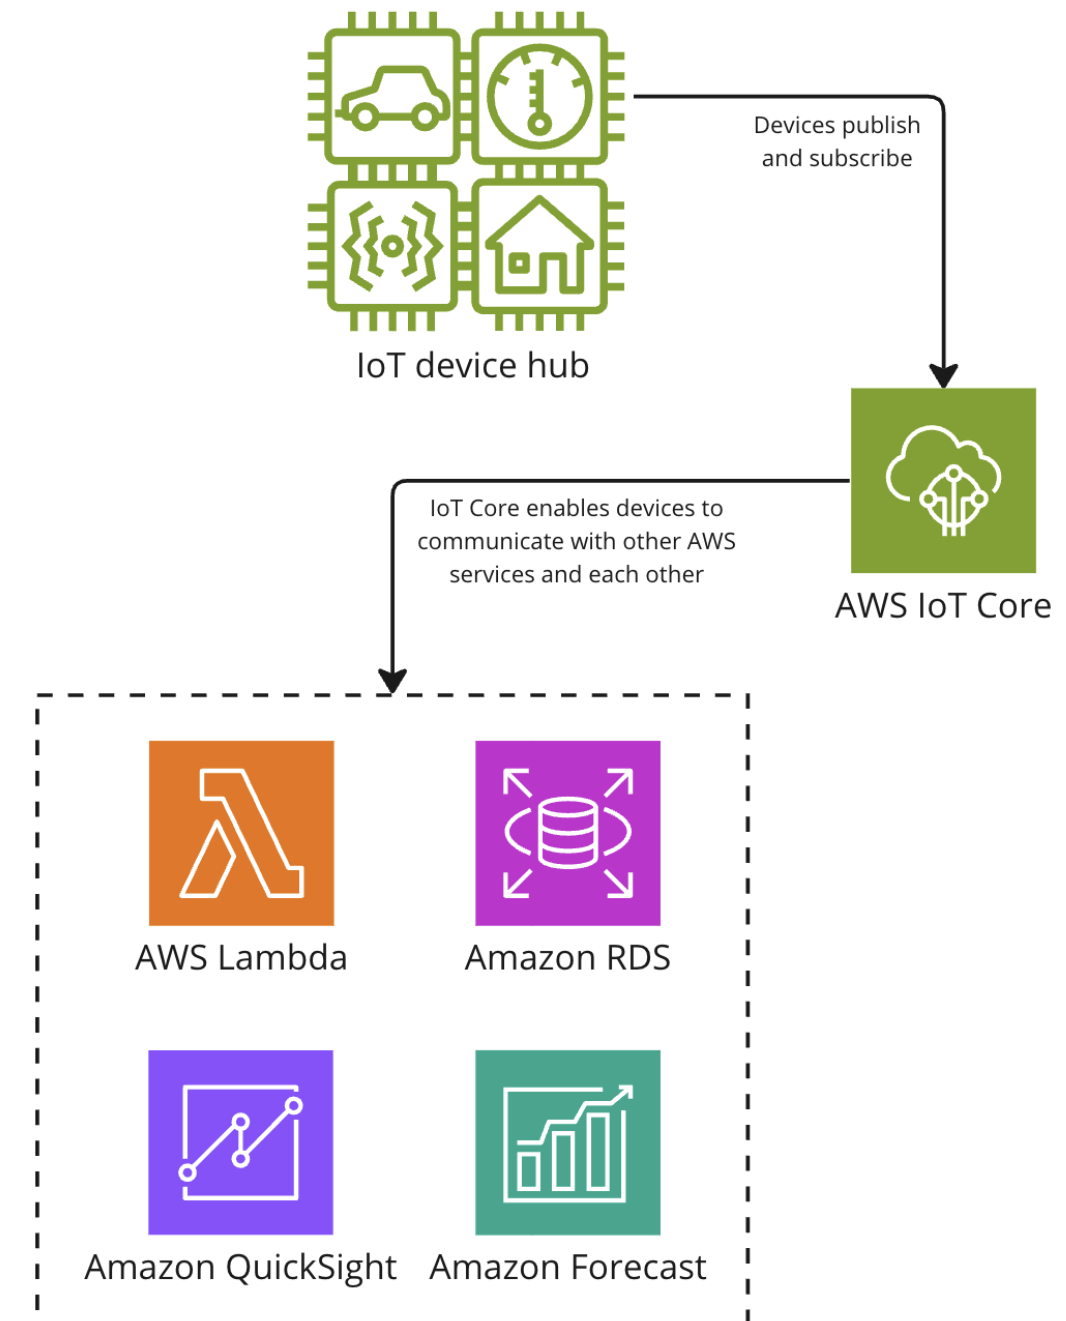 Devices publish
and subscribe
IoT device hub
IoT Core enables devices to
communicate with other AWS
services and each other
AWS IoT Core
AWS Lambda
Amazon RDS
Amazon QuickSight
Amazon Forecast